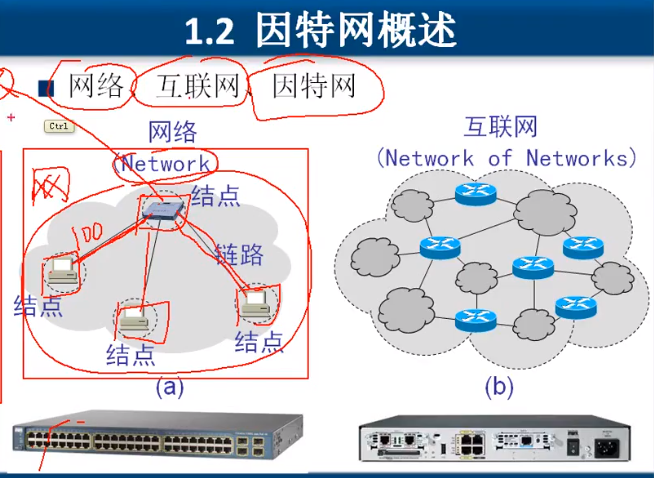 1.2 因特网概述
网络 互联网 因特网
Ctrl
网络
(Network
结点
100
链路
结点
结点
结点
(a)
互联网
(Network of Networks)
(b)